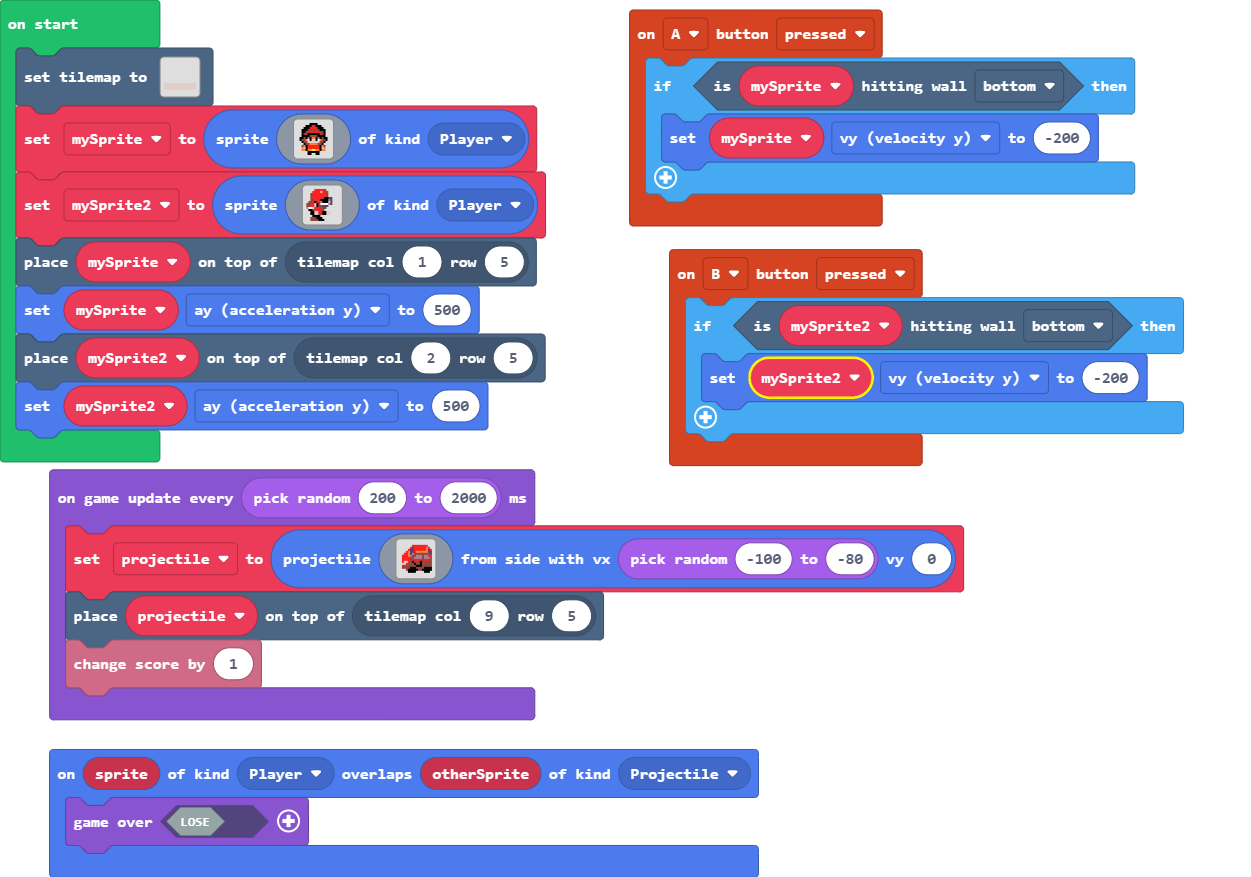 on start
set tilemap to
set mySprite to sprite of kind Player
set mySprite2 to sprite of kind Player
place mySprite on top of tilemap col 1 row 5
set mySprite ay (acceleration y) to 500
place mySprite2 on top of tilemap col 2 row 5
set mySprite2 ay (acceleration y) to 500
on A button pressed
if is mySprite hitting wall bottom then
set mySprite vy (velocity y) to -200
on B button pressed
if is mySprite2 hitting wall bottom then
set mySprite2 vy (velocity y) to -200
on game update every pick random 200 to 2000 ms
set projectile to projectile from side with vx pick random -100 to -80 vy 0
place projectile on top of tilemap col 9 row 5
change score by 1
on sprite of kind Player overlaps otherSprite of kind Projectile
game over LOSE